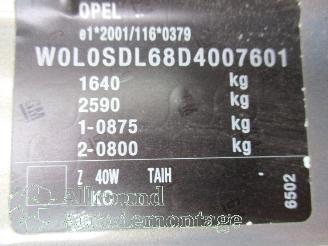 OPEL
e1*2001/116*0379
W0L0SDL68D4007601
1640 kg
2590 kg
1-0875 kg
2-0800 kg
Z 40W TAIH
Allround
Autodemontage
6502